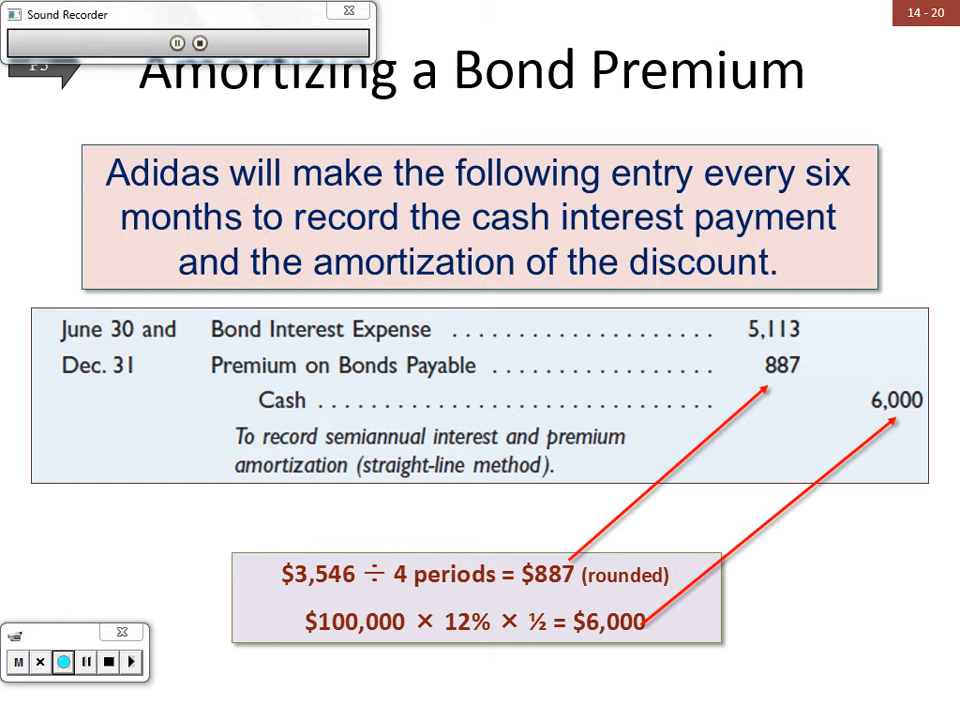 Sound Recorder
14 - 20
P3
Amortizing a Bond Premium
Adidas will make the following entry every six
months to record the cash interest payment
and the amortization of the discount.
June 30 and Bond Interest Expense . . . . . . . . . . . . . . . . . . . . 5,113
Dec. 31 Premium on Bonds Payable . . . . . . . . . . . . . . . . . 887
Cash . . . . . . . . . . . . . . . . . . . . . . . . . . . . . . 6,000
To record semiannual interest and premium
amortization (straight-line method).
$3,546 ÷ 4 periods = $887 (rounded)
$100,000 × 12% × ½ = $6,000
M